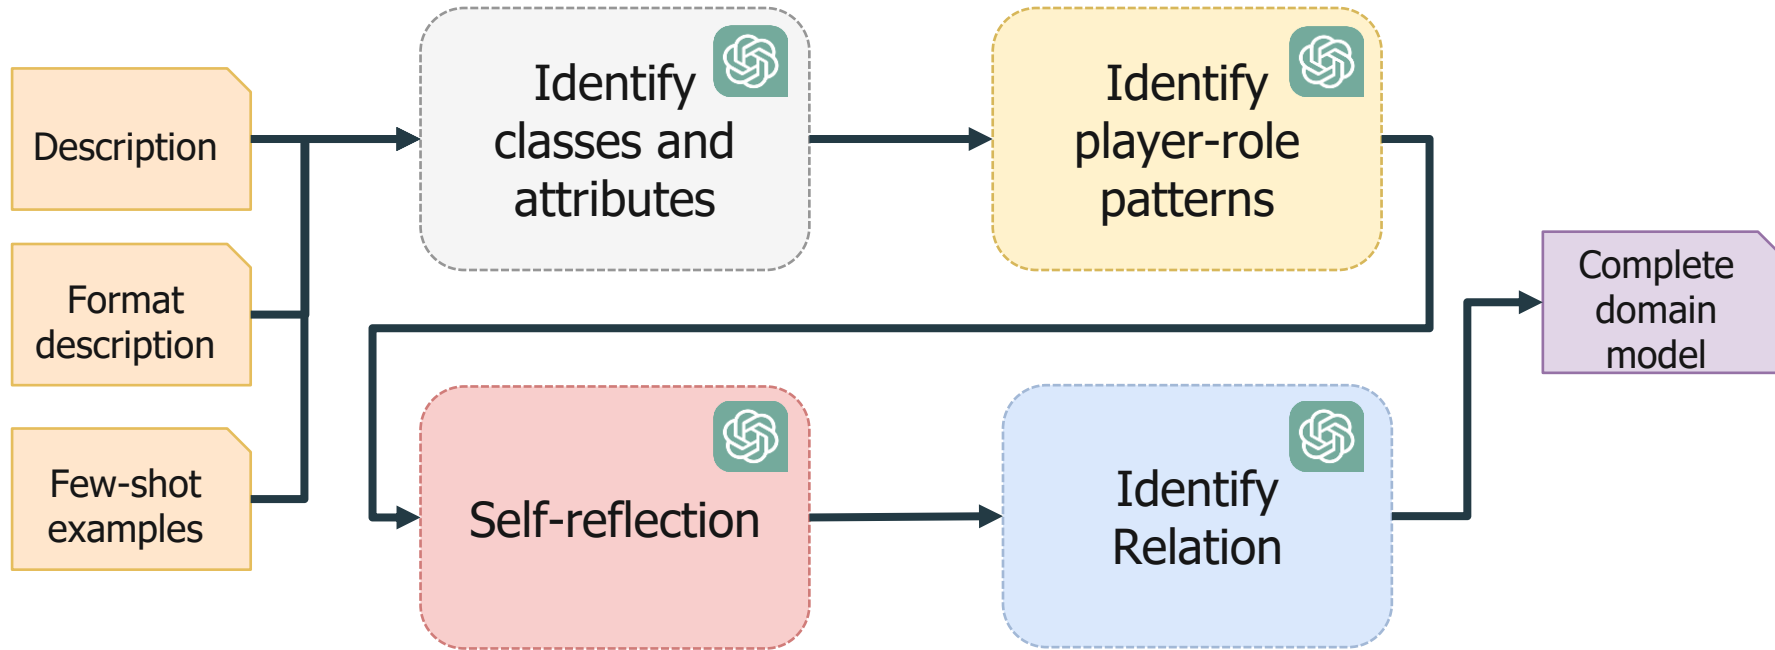 Description
Format
description
Few-shot
examples
Identify
classes and
attributes
Identify
player-role
patterns
Self-reflection
Identify
Relation
Complete
domain
model